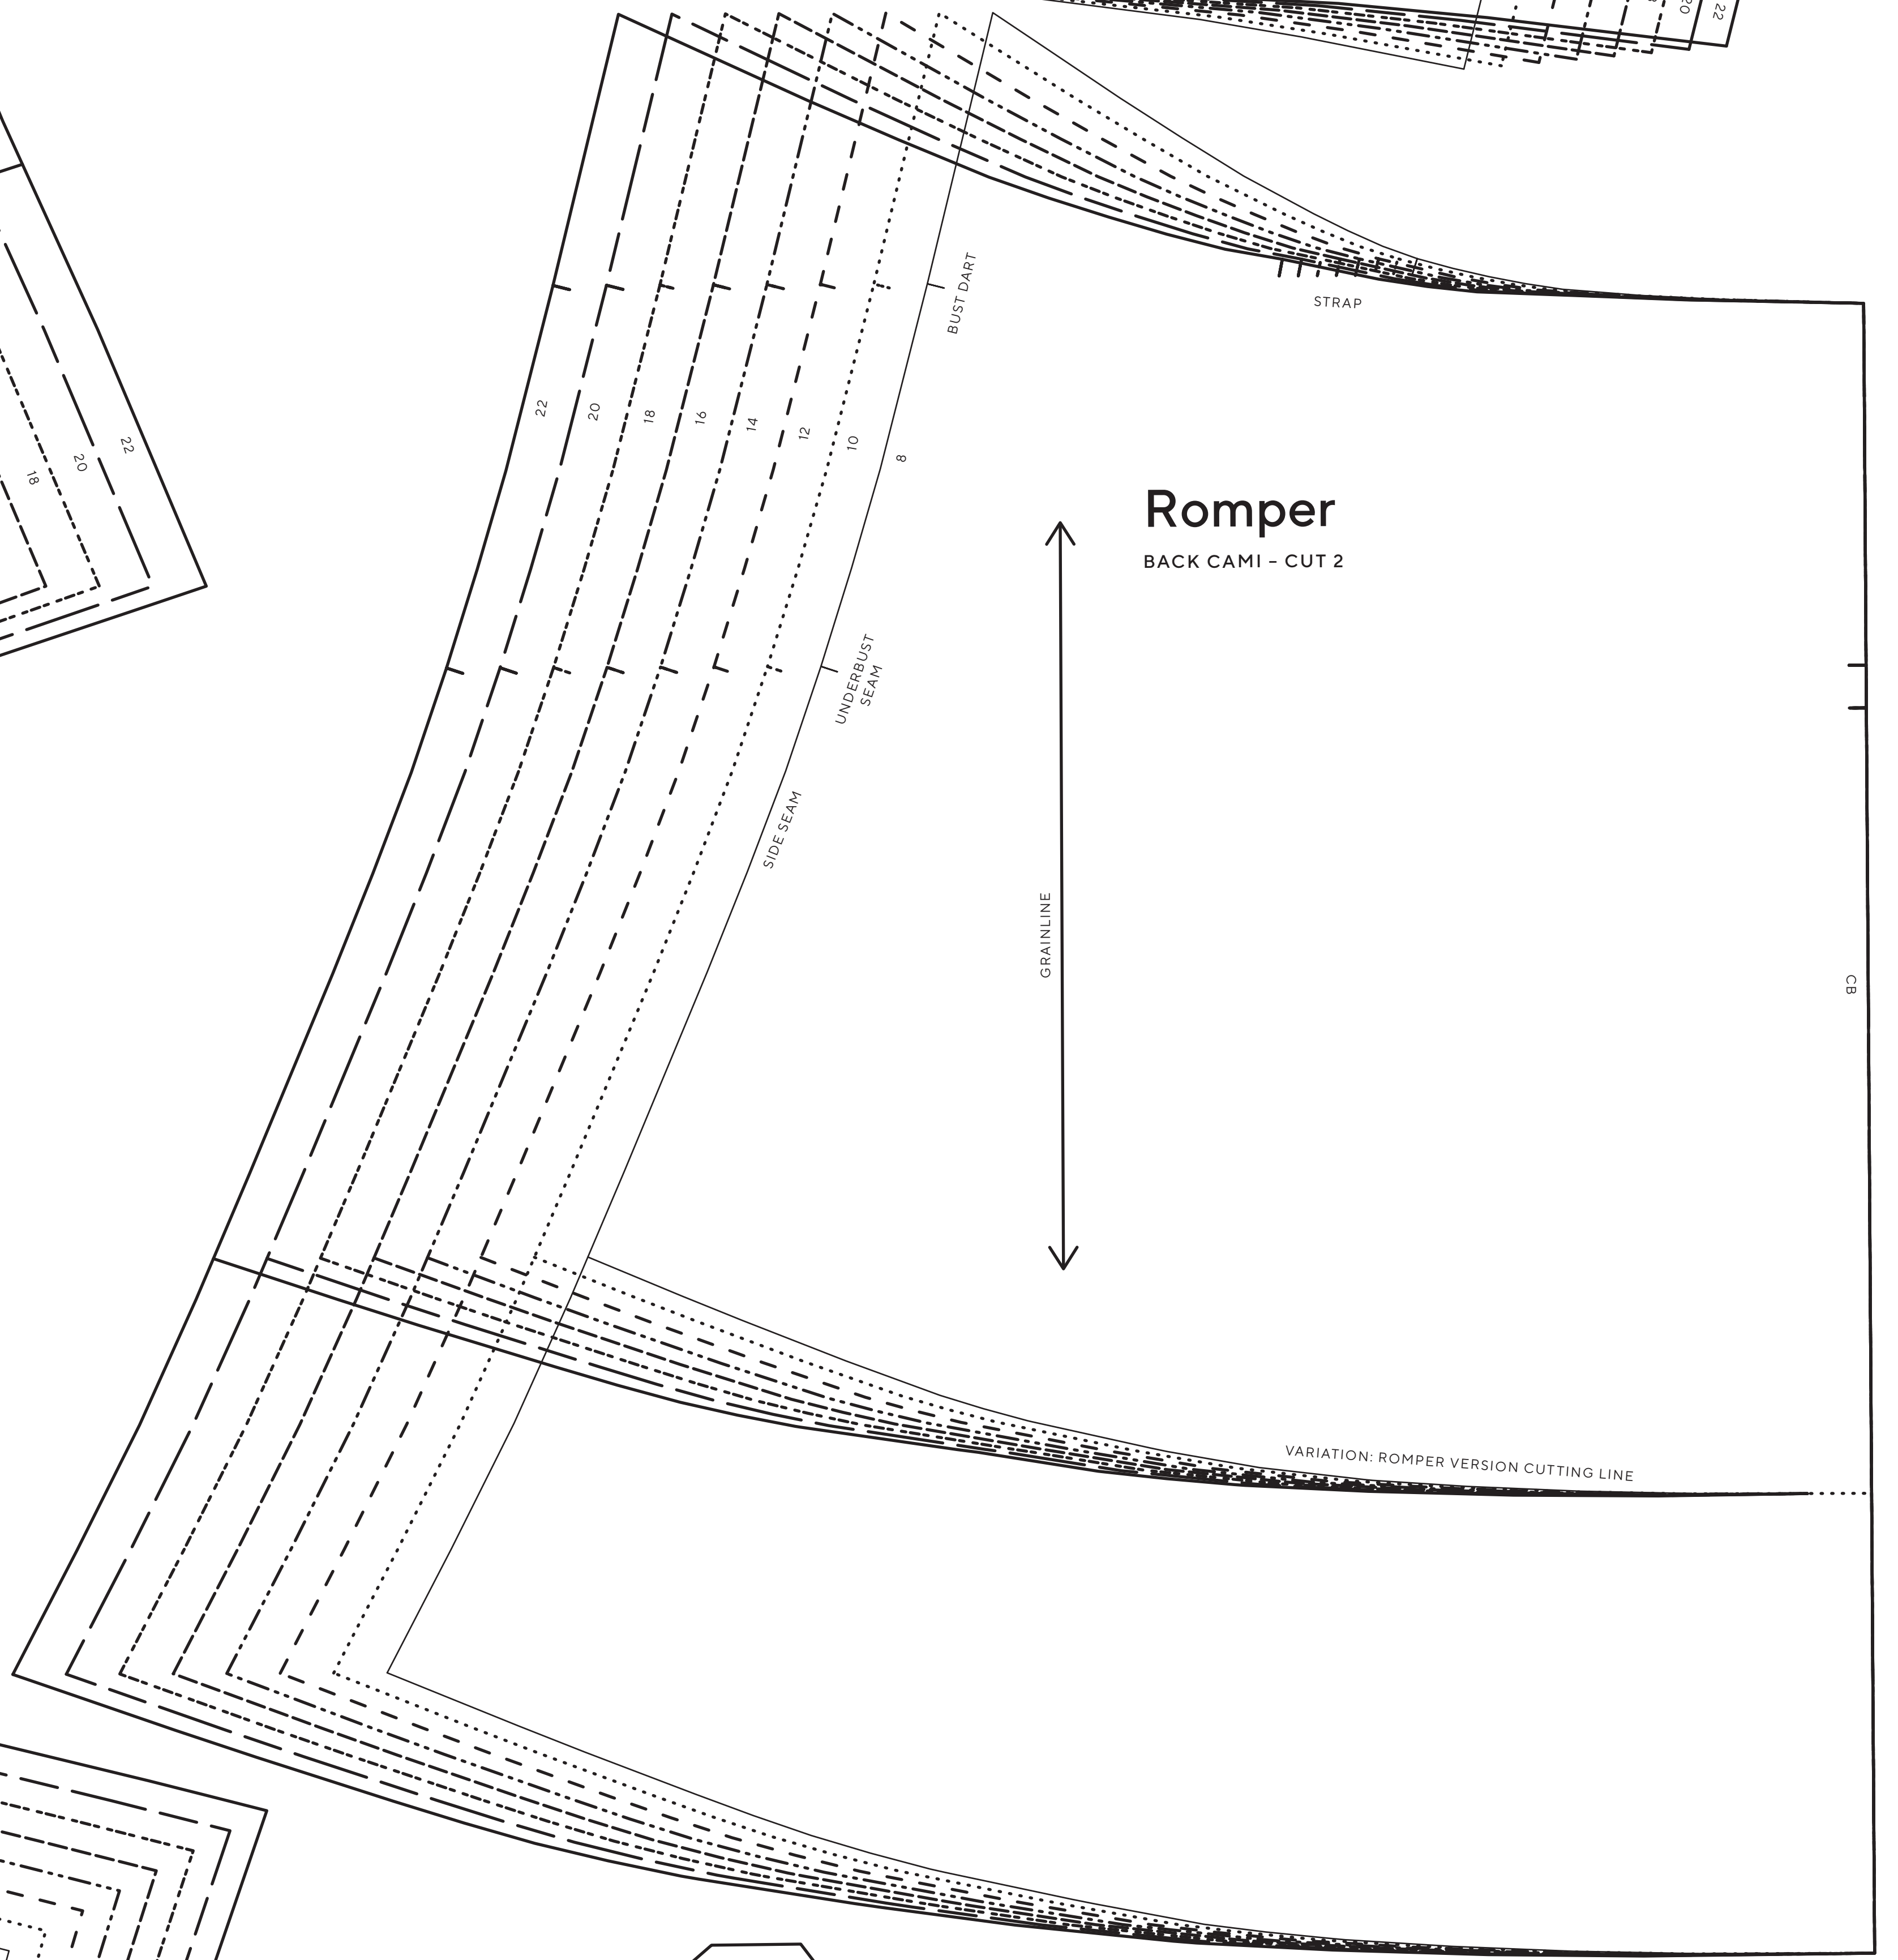 20
22
BUST DART
STRAP
22
20
18
16
14
12
10
8
18
20
22
Romper
BACK CAMI – CUT 2
UNDERBUST
SEAM
SIDE SEAM
GRAINLINE
CB
VARIATION: ROMPER VERSION CUTTING LINE